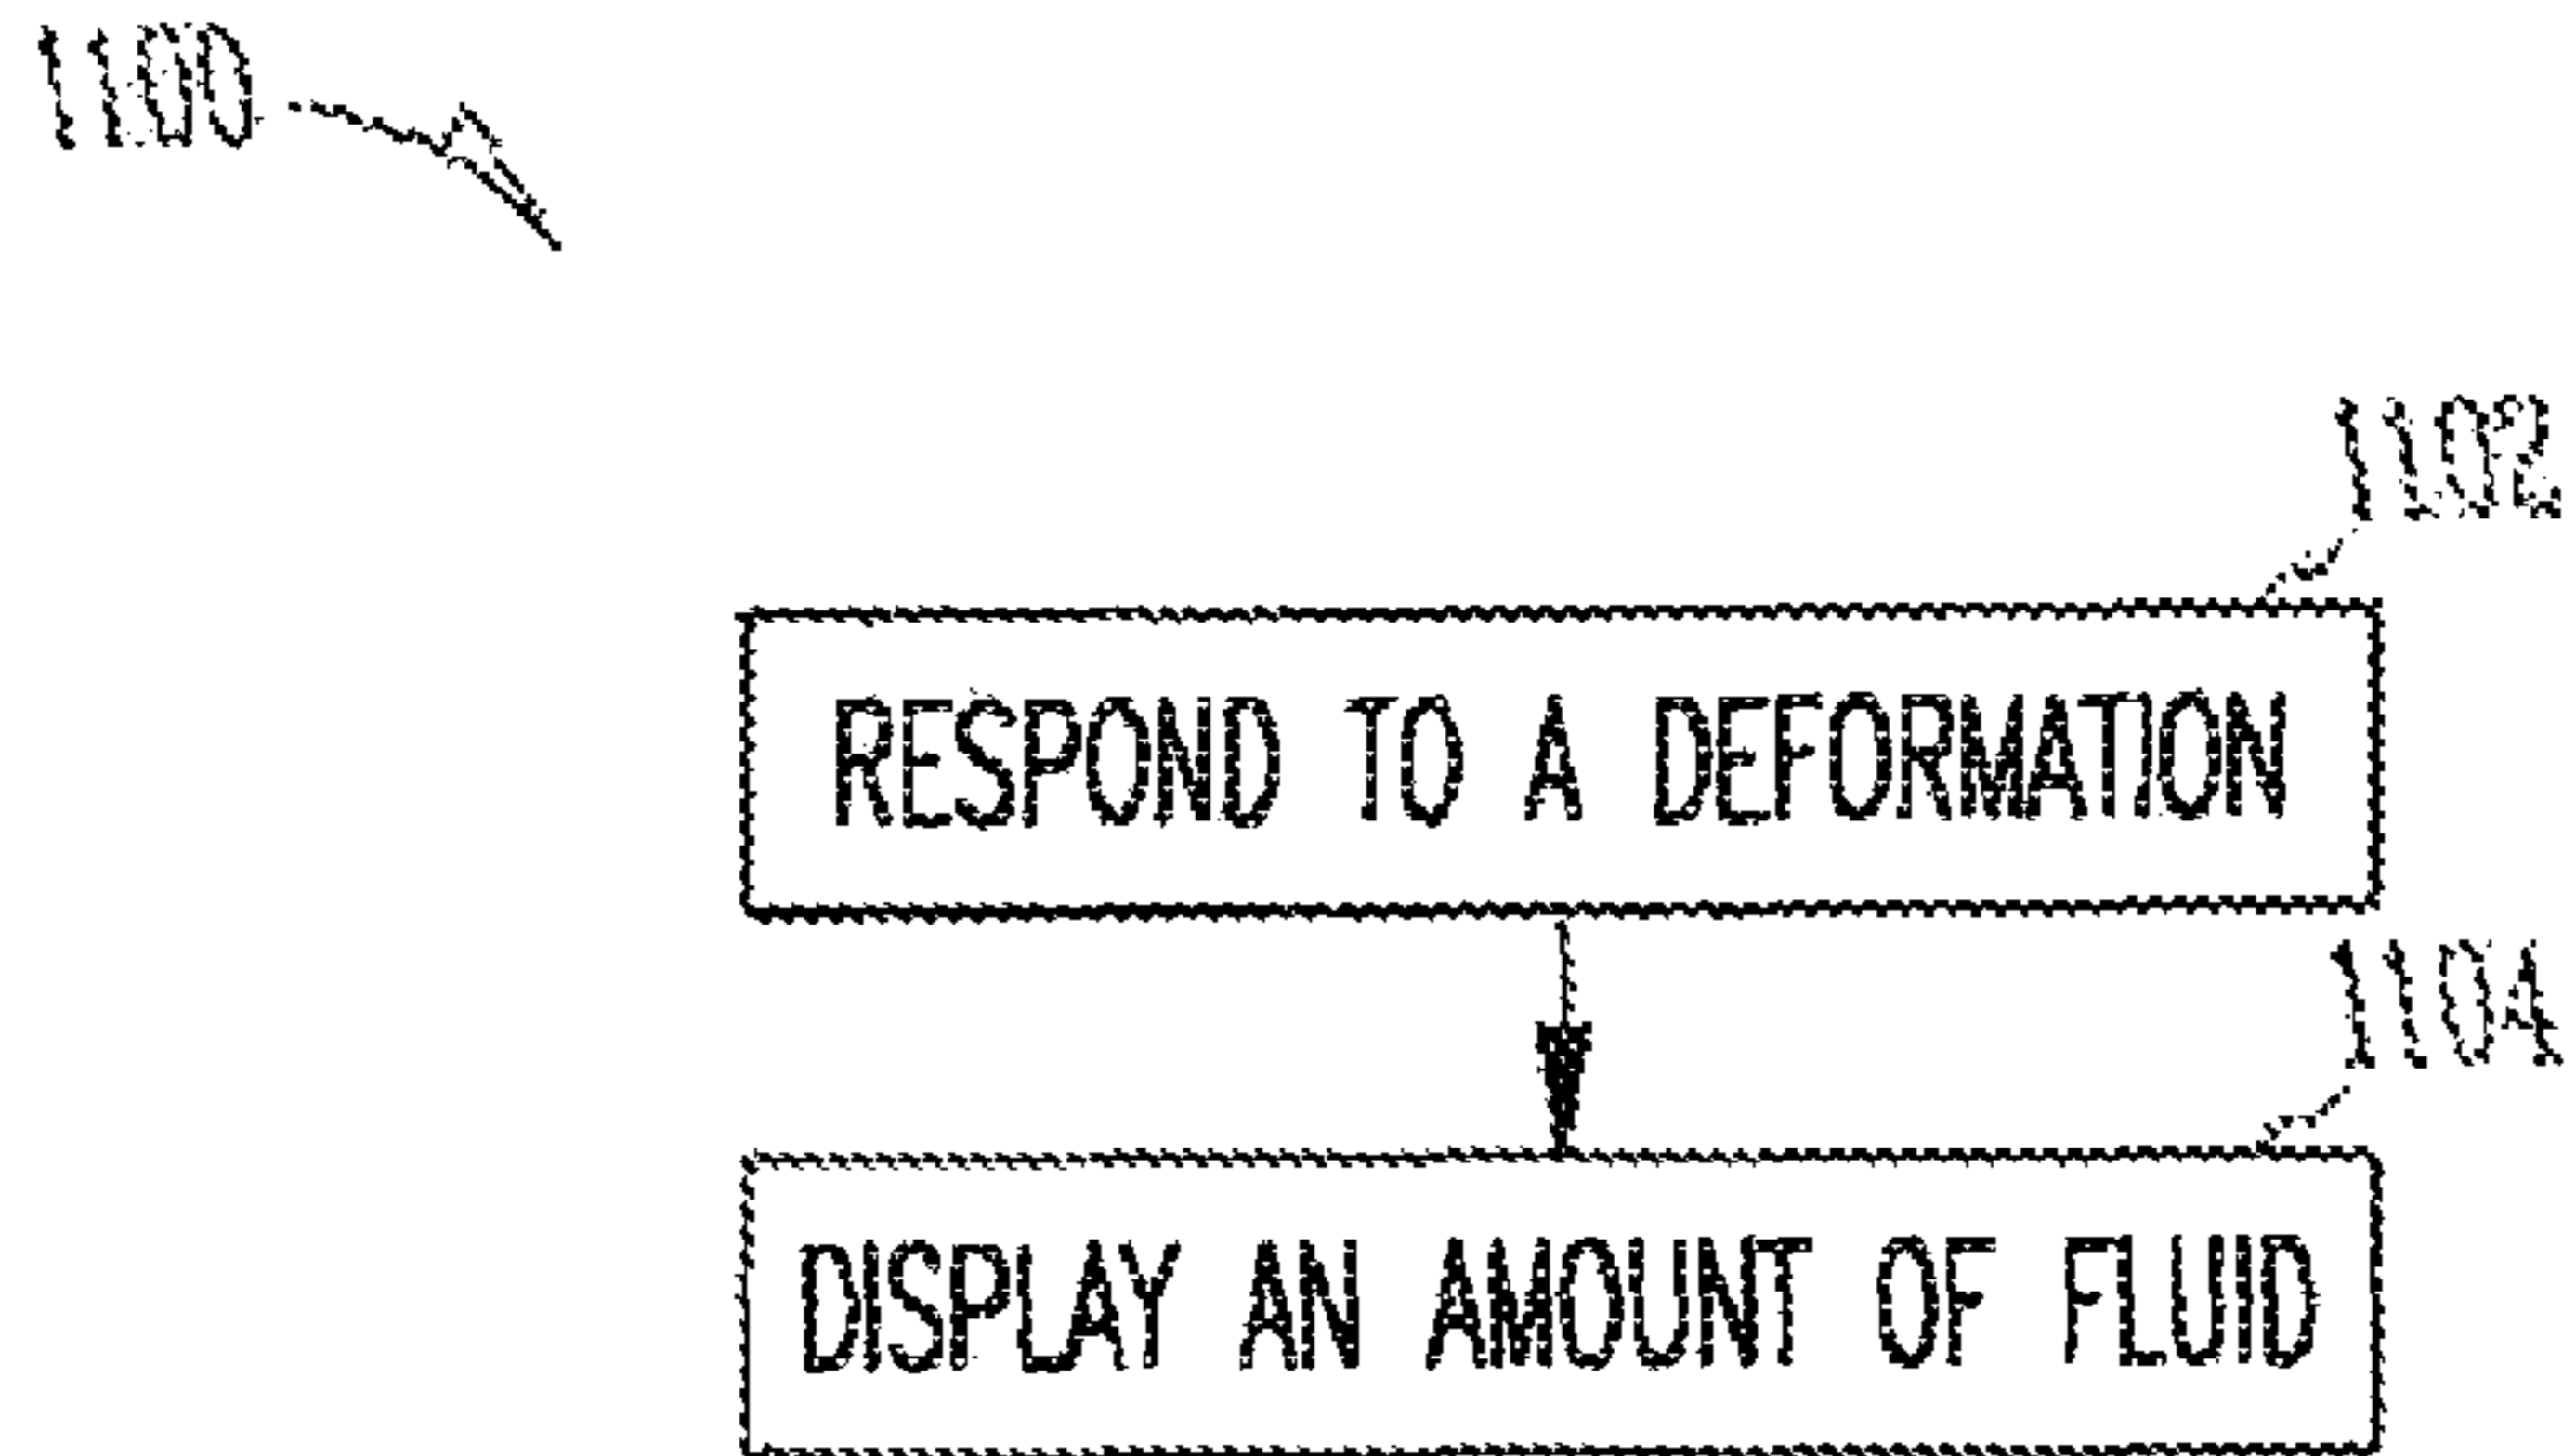 1100
1102
RESPOND TO A DEFORMATION
1104
DISPLAY AN AMOUNT OF FLUID